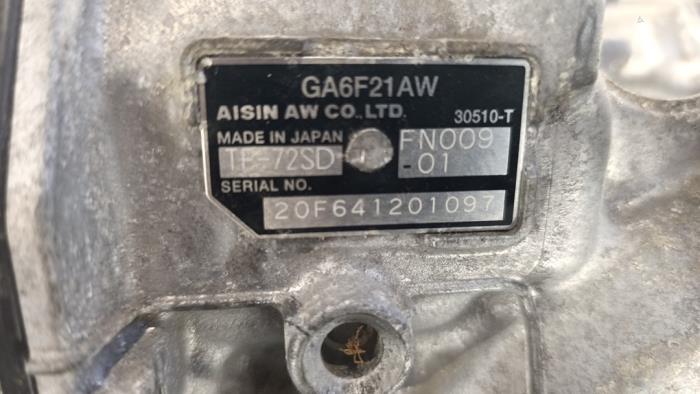 GA6F21AW
AISIN AW CO.,LTD. 30510-T
MADE IN JAPAN FN009
TF-72SD -01
SERIAL NO.
20F641201097